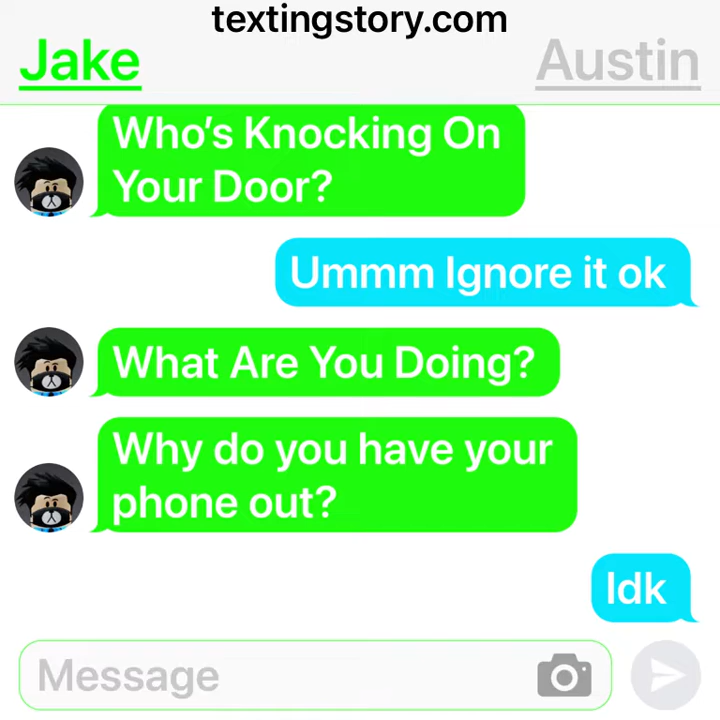 textingstory.com
Jake
Austin
Who's Knocking On
Your Door?
Ummm Ignore it ok
What Are You Doing?
Why do you have your
phone out?
Idk
Message